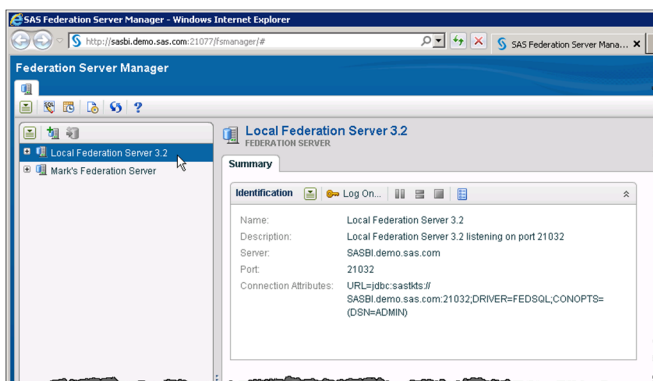 SAS Federation Server Manager - Windows Internet Explorer
http://sasbi.demo.sas.com:21077/fsmanager/#
SAS Federation Server Mana...
Federation Server Manager
Local Federation Server 3.2
Mark's Federation Server
Local Federation Server 3.2
FEDERATION SERVER
Summary
Identification Log On...
Name: Local Federation Server 3.2
Description: Local Federation Server 3.2 listening on port 21032
Server: SASBI.demo.sas.com
Port: 21032
Connection Attributes: URL=jdbc:sastkts://
SASBI.demo.sas.com:21032;DRIVER=FEDSQL;CONOPTS=
(DSN=ADMIN)